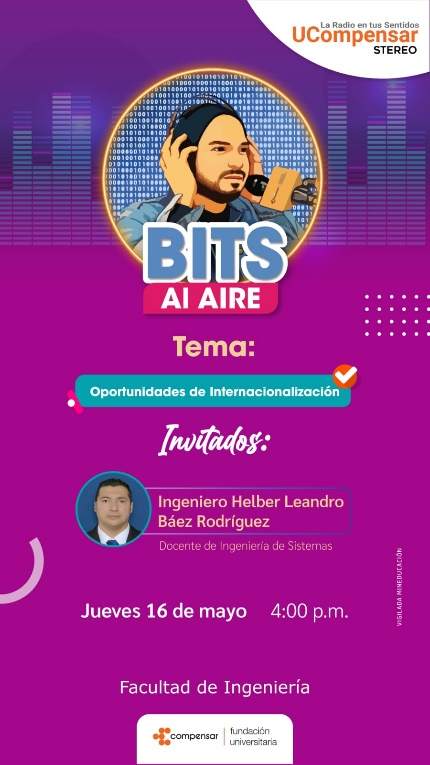 La Radio en tus Sentidos
UCompensar
STEREO
BITS
Al AIRE
Tema:
Oportunidades de Internacionalización
Invitados:
Ingeniero Helber Leandro
Báez Rodríguez
Docente de Ingeniería de Sistemas
VIGILADA MINEDUCACIÓN
Jueves 16 de mayo 4:00 p.m.
Facultad de Ingeniería
compensar
fundación
universitaria